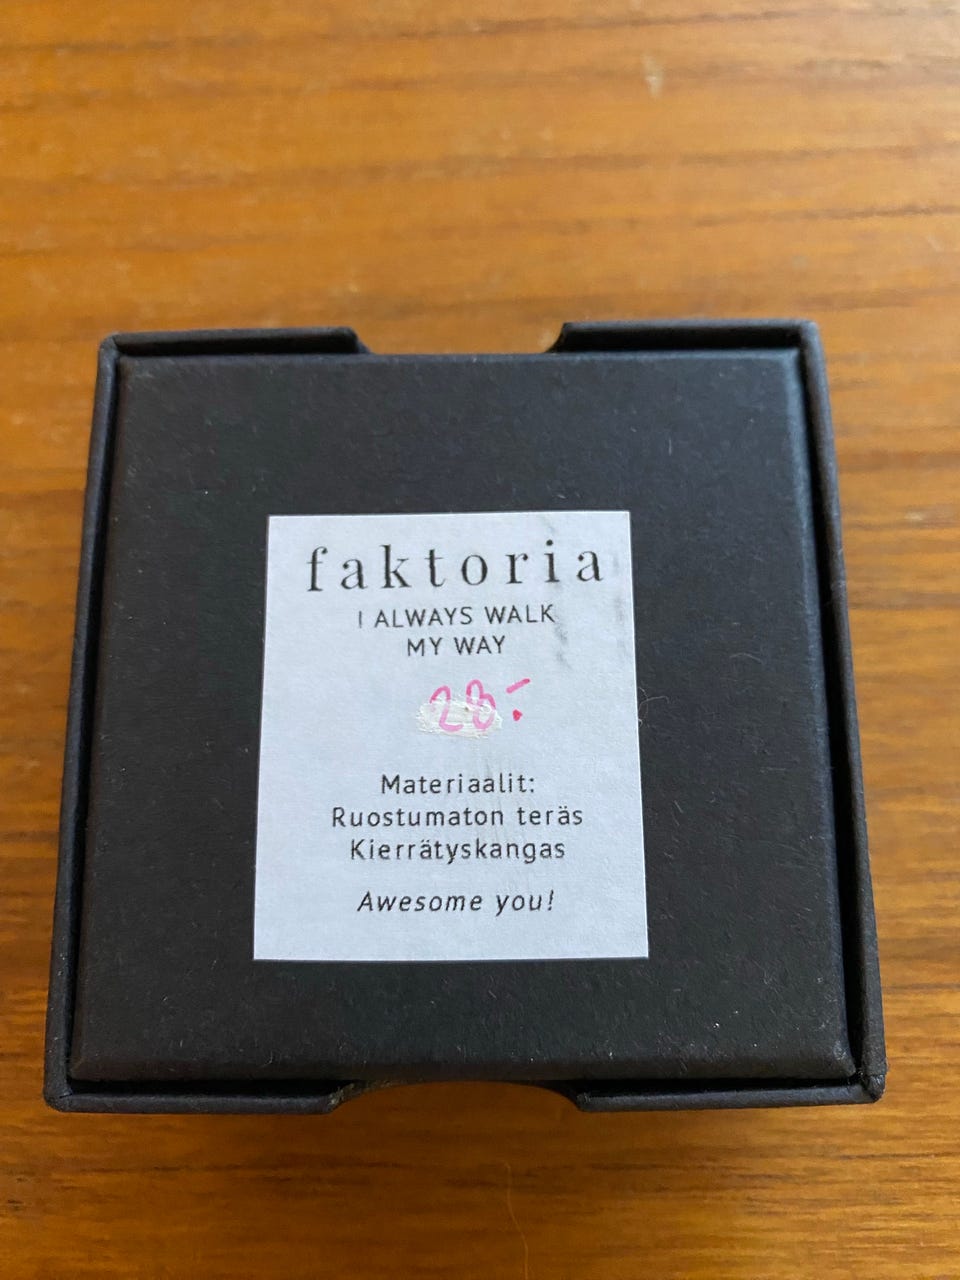 faktoria
I ALWAYS WALK
MY WAY
28:-
Materiaalit:
Ruostumaton teräs
Kierrätyskangas
Awesome you!